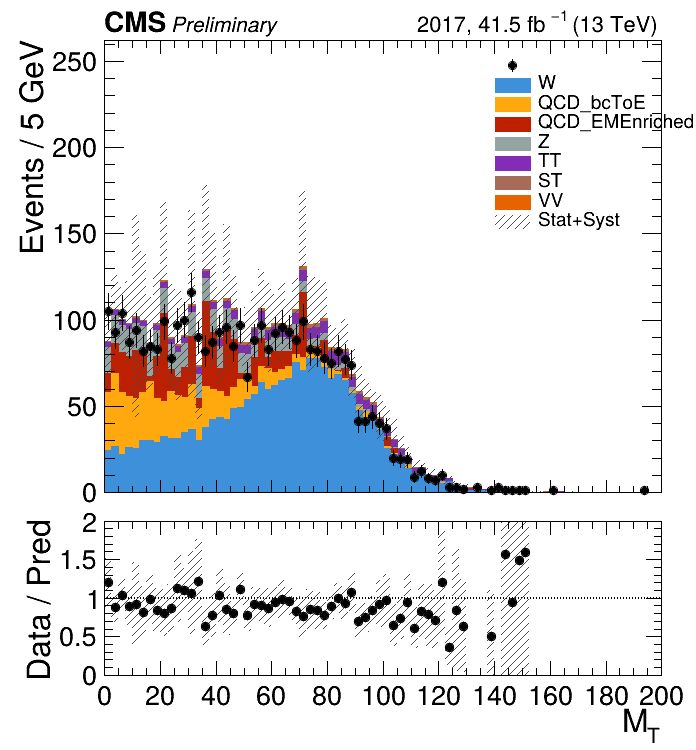 CMS Preliminary 2017, 41.5 fb⁻¹ (13 TeV)
Events / 5 GeV
250
200
150
100
50
0
W
QCD_bcToE
QCD_EMEnriched
Z
TT
ST
VV
Stat+Syst
Data / Pred
2
1.5
1
0.5
0
0 20 40 60 80 100 120 140 160 180 200
M_T